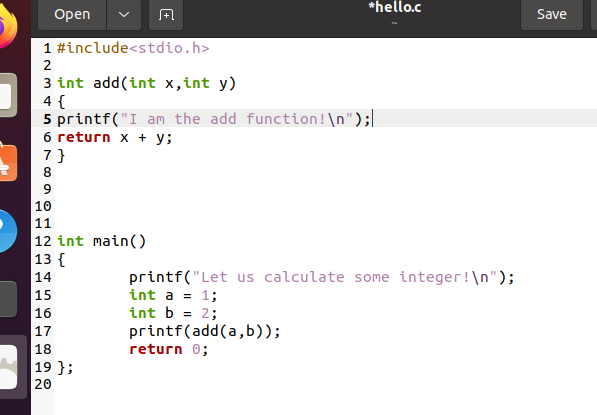 Open
*hello.c
~
Save
1 #include<stdio.h>
2
3 int add(int x,int y)
4 {
5 printf("I am the add function!\n");
6 return x + y;
7 }
8
9
10
11
12 int main()
13 {
14         printf("Let us calculate some integer!\n");
15         int a = 1;
16         int b = 2;
17         printf(add(a,b));
18         return 0;
19 };
20